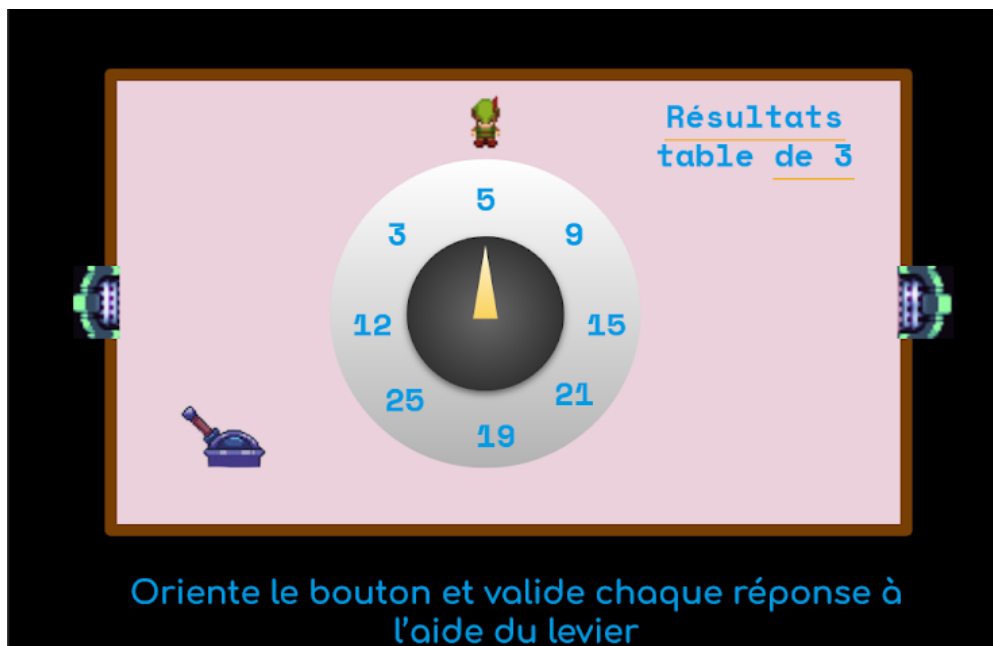 Résultats
table de 3
5
3
9
12
15
25
21
19
Oriente le bouton et valide chaque réponse à
l'aide du levier